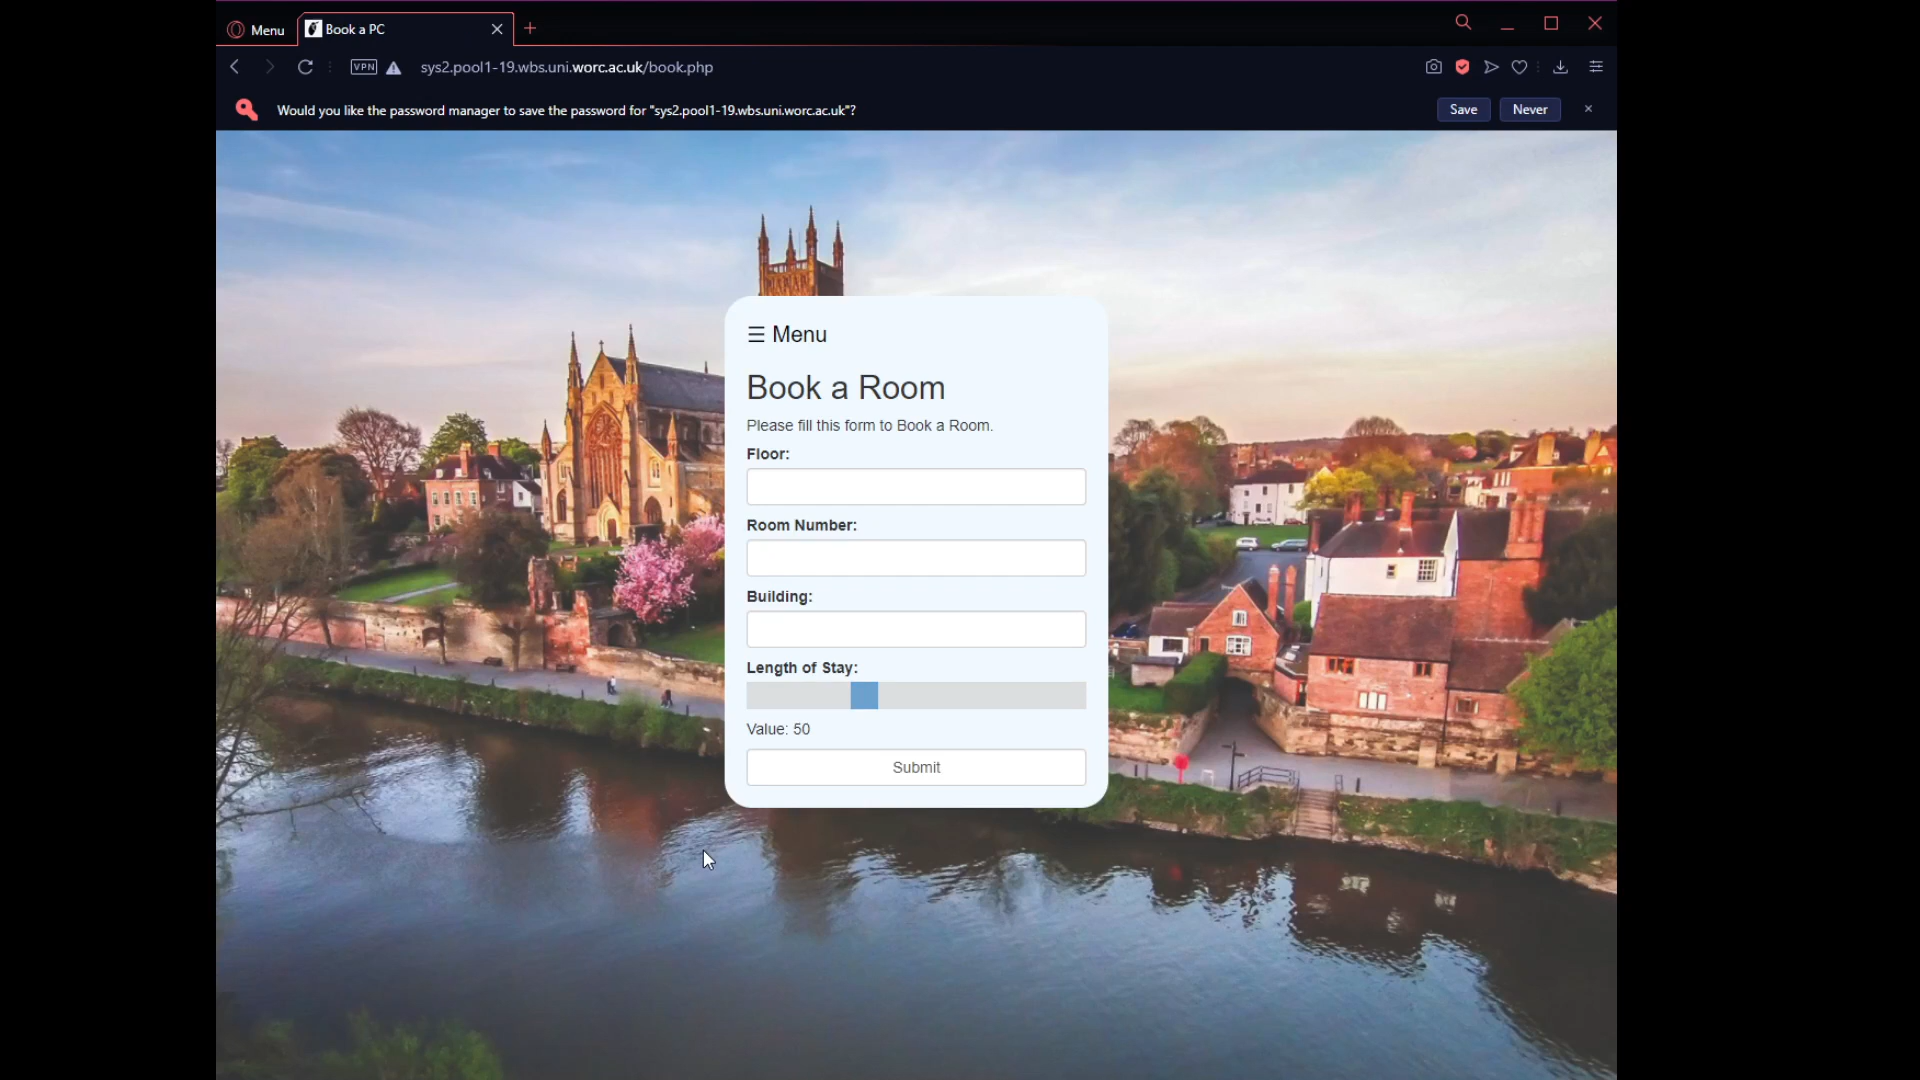 Menu
Book a PC
VPN
sys2.pool1-19.wbs.uni.worc.ac.uk/book.php
Would you like the password manager to save the password for "sys2.pool1-19.wbs.uni.worc.ac.uk"?
Save
Never
☰ Menu
Book a Room
Please fill this form to Book a Room.
Floor:
Room Number:
Building:
Length of Stay:
Value: 50
Submit